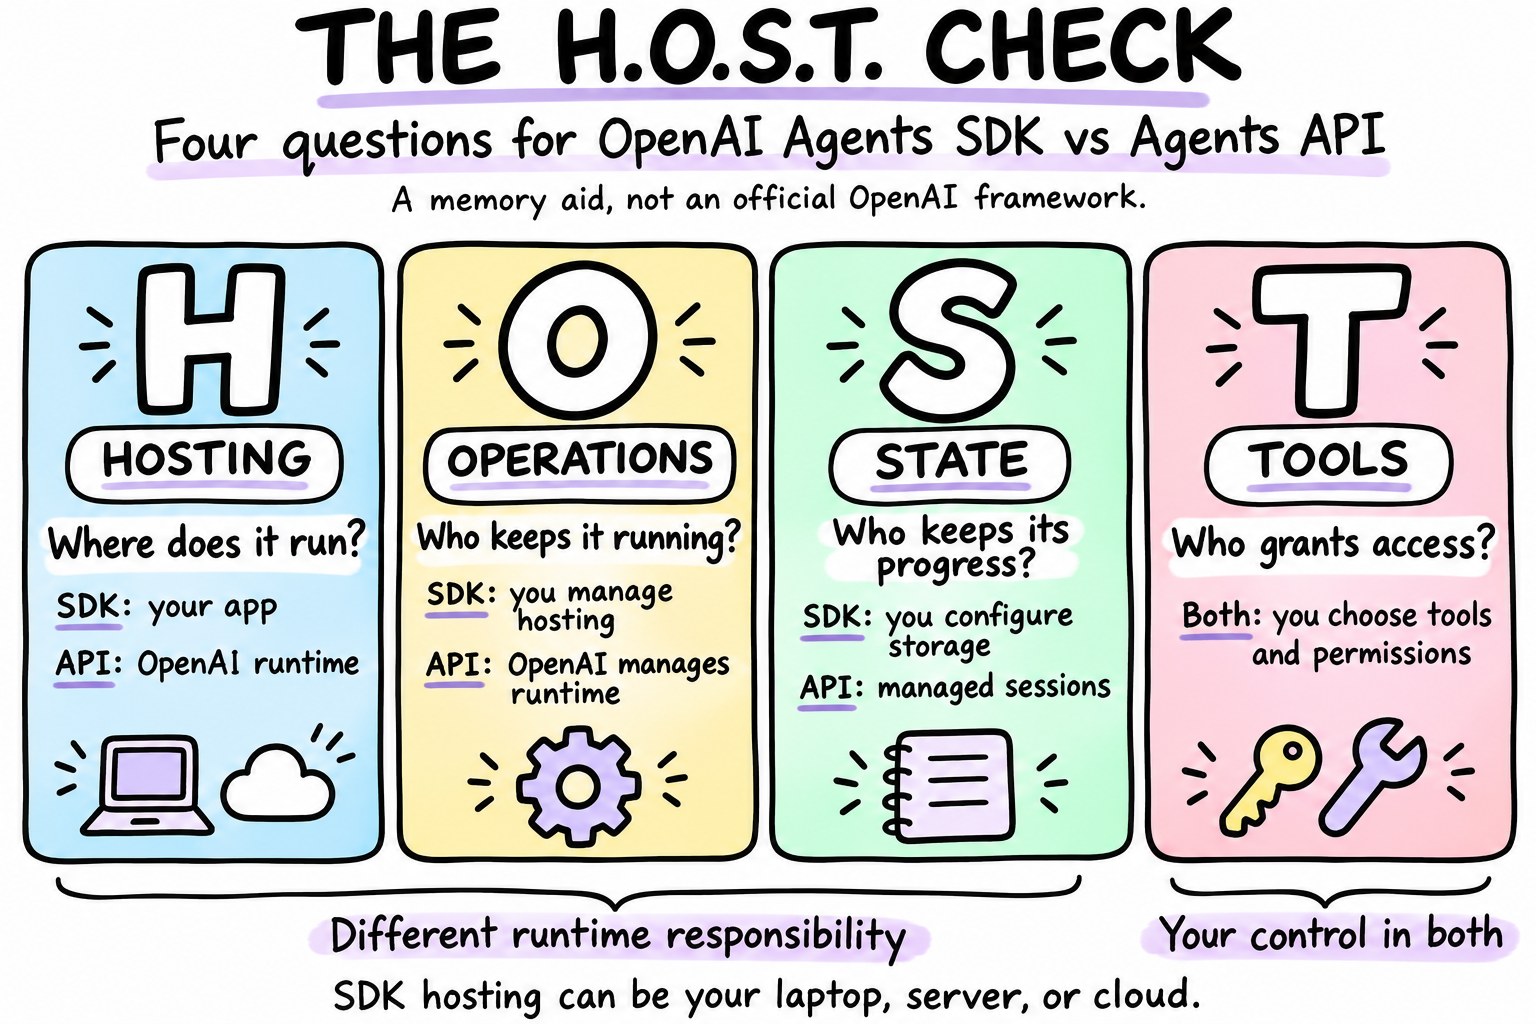 THE H.O.S.T. CHECK
Four questions for OpenAI Agents SDK vs Agents API
A memory aid, not an official OpenAI framework.
H
HOSTING
Where does it run?
SDK: your app
API: OpenAI runtime
O
OPERATIONS
Who keeps it running?
SDK: you manage
hosting
API: OpenAI manages
runtime
S
STATE
Who keeps its
progress?
SDK: you configure
storage
API: managed sessions
T
TOOLS
Who grants access?
Both: you choose tools
and permissions
Different runtime responsibility
Your control in both
SDK hosting can be your laptop, server, or cloud.